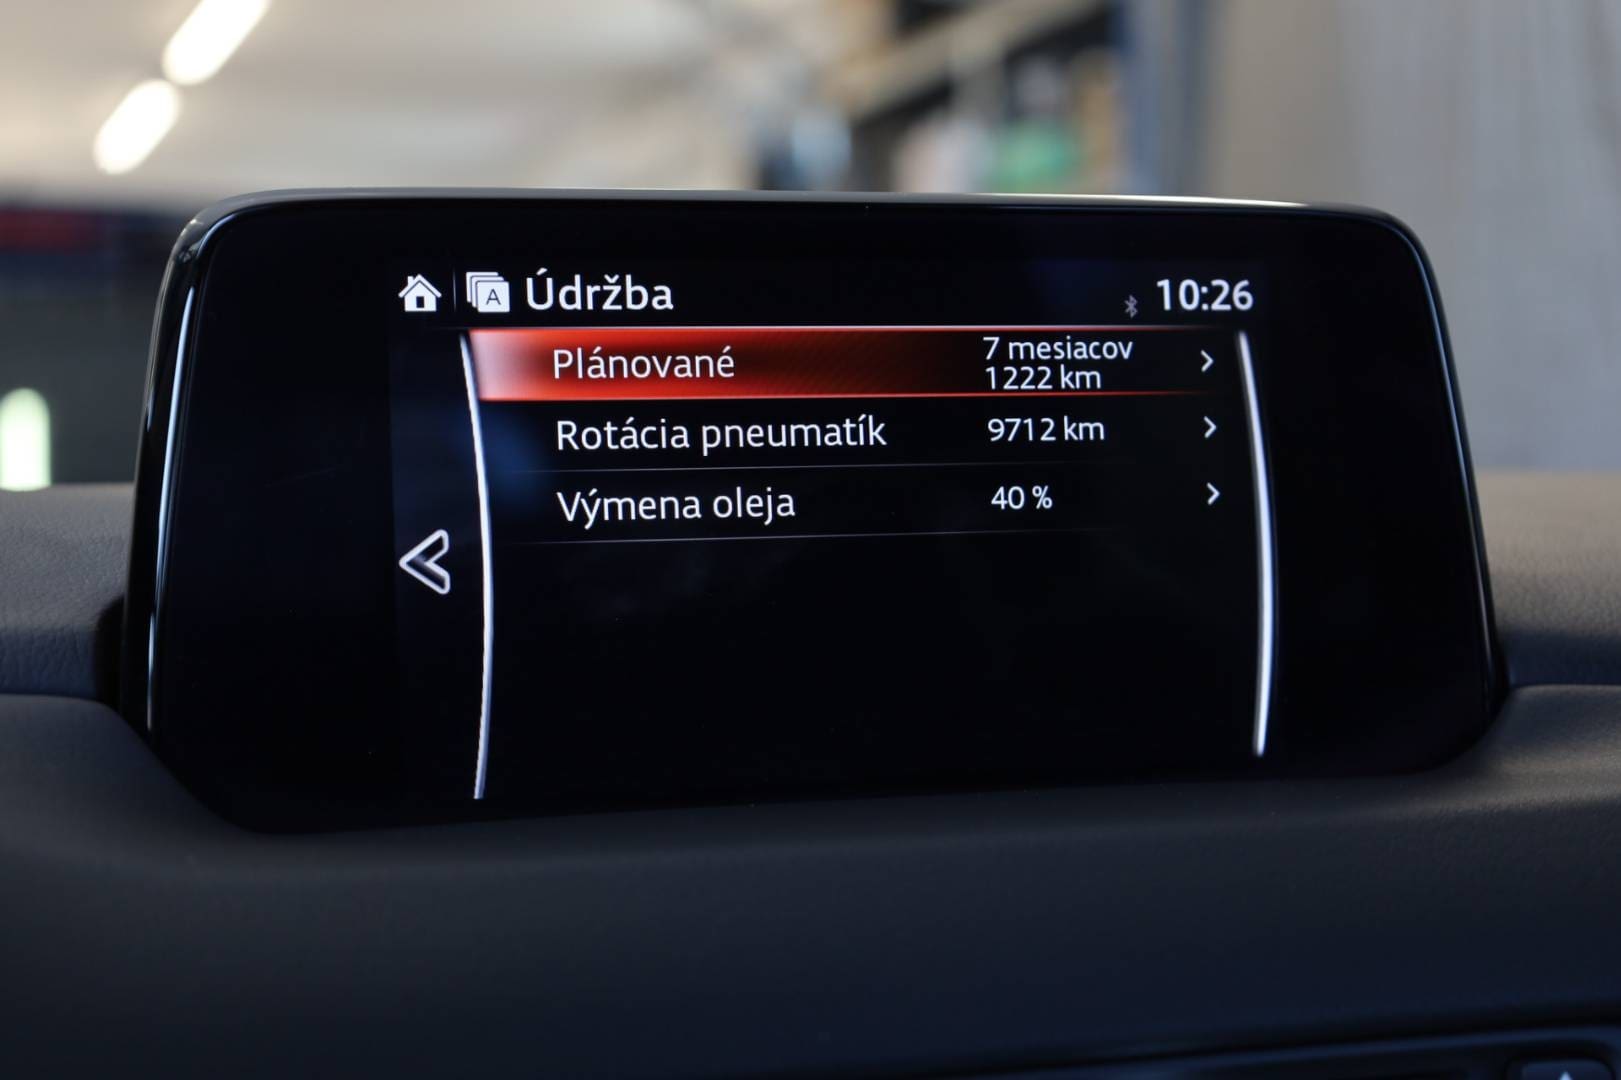 A Údržba 10:26
Plánované 7 mesiacov
1222 km
Rotácia pneumatík 9712 km
Výmena oleja 40 %